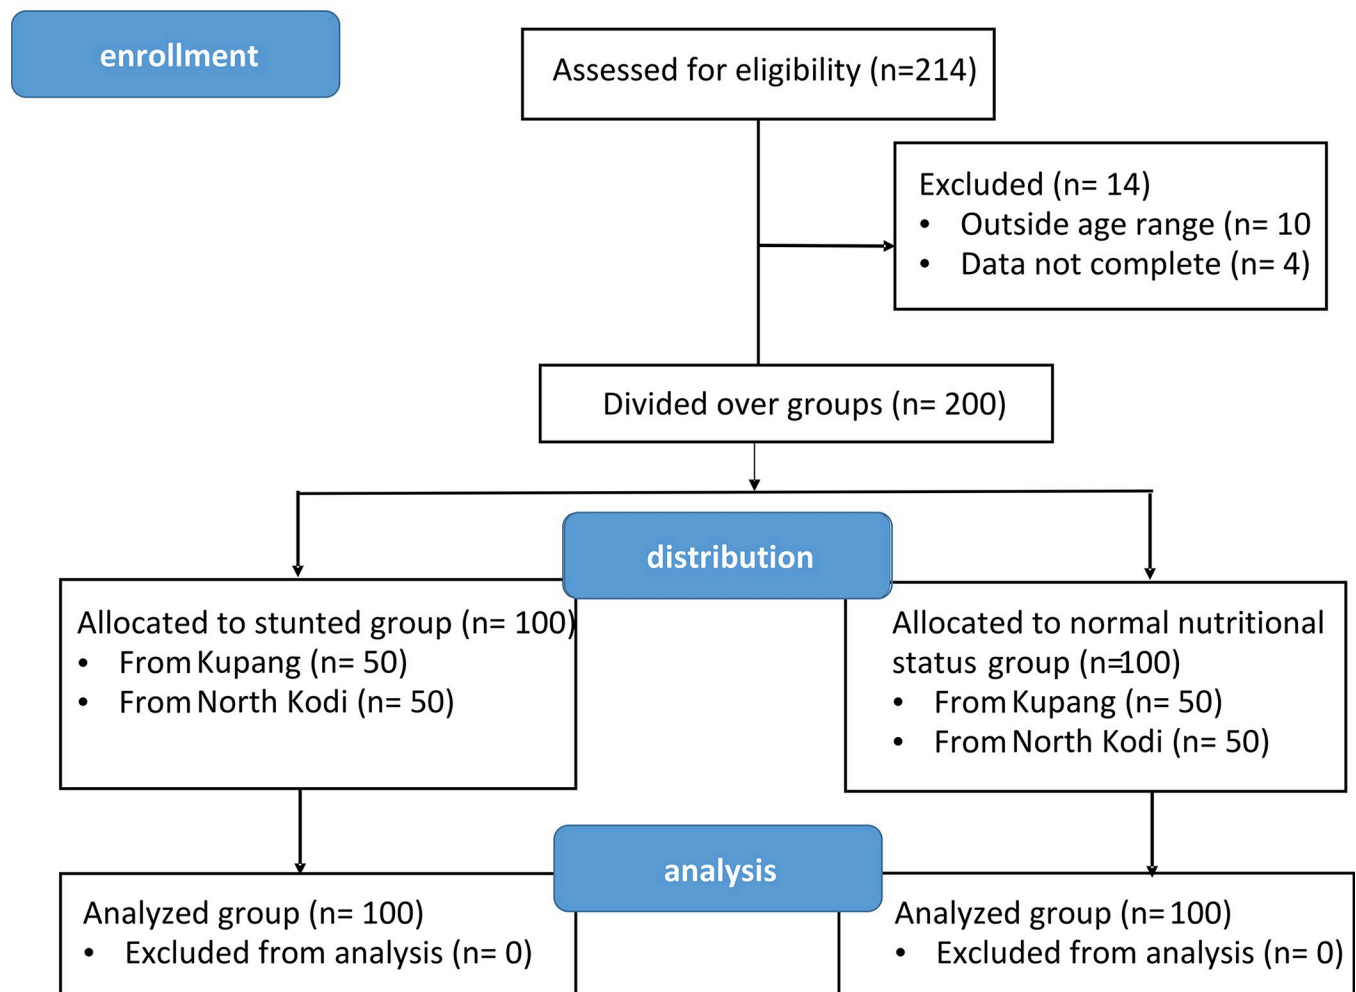 enrollment
Assessed for eligibility (n=214)
Excluded (n= 14)
• Outside age range (n= 10
• Data not complete (n= 4)
Divided over groups (n= 200)
distribution
Allocated to stunted group (n= 100)
• From Kupang (n= 50)
• From North Kodi (n= 50)
Allocated to normal nutritional
status group (n=100)
• From Kupang (n= 50)
• From North Kodi (n= 50)
analysis
Analyzed group (n= 100)
• Excluded from analysis (n= 0)
Analyzed group (n= 100)
• Excluded from analysis (n= 0)